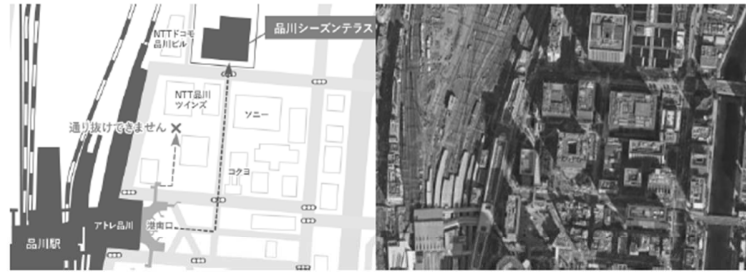 NTTドコモ
品川ビル
品川シーズンテラス
NTT品川
ツインズ
ソニー
通り抜けできません
コクヨ
アトレ品川
港南口
品川駅